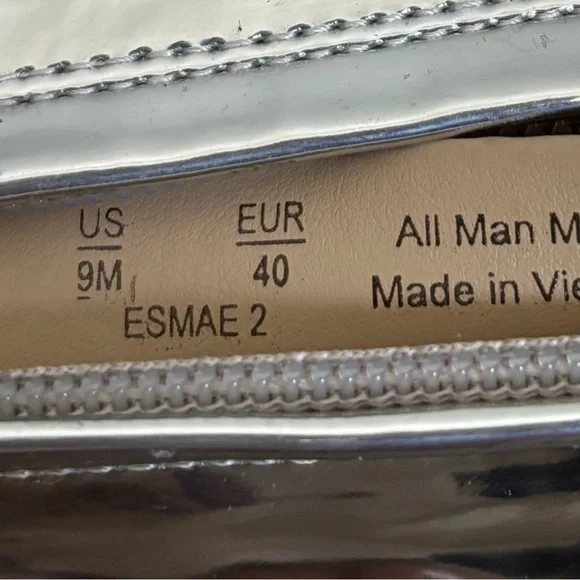 US EUR All Man M
9M 40 Made in Vie
ESMAE 2